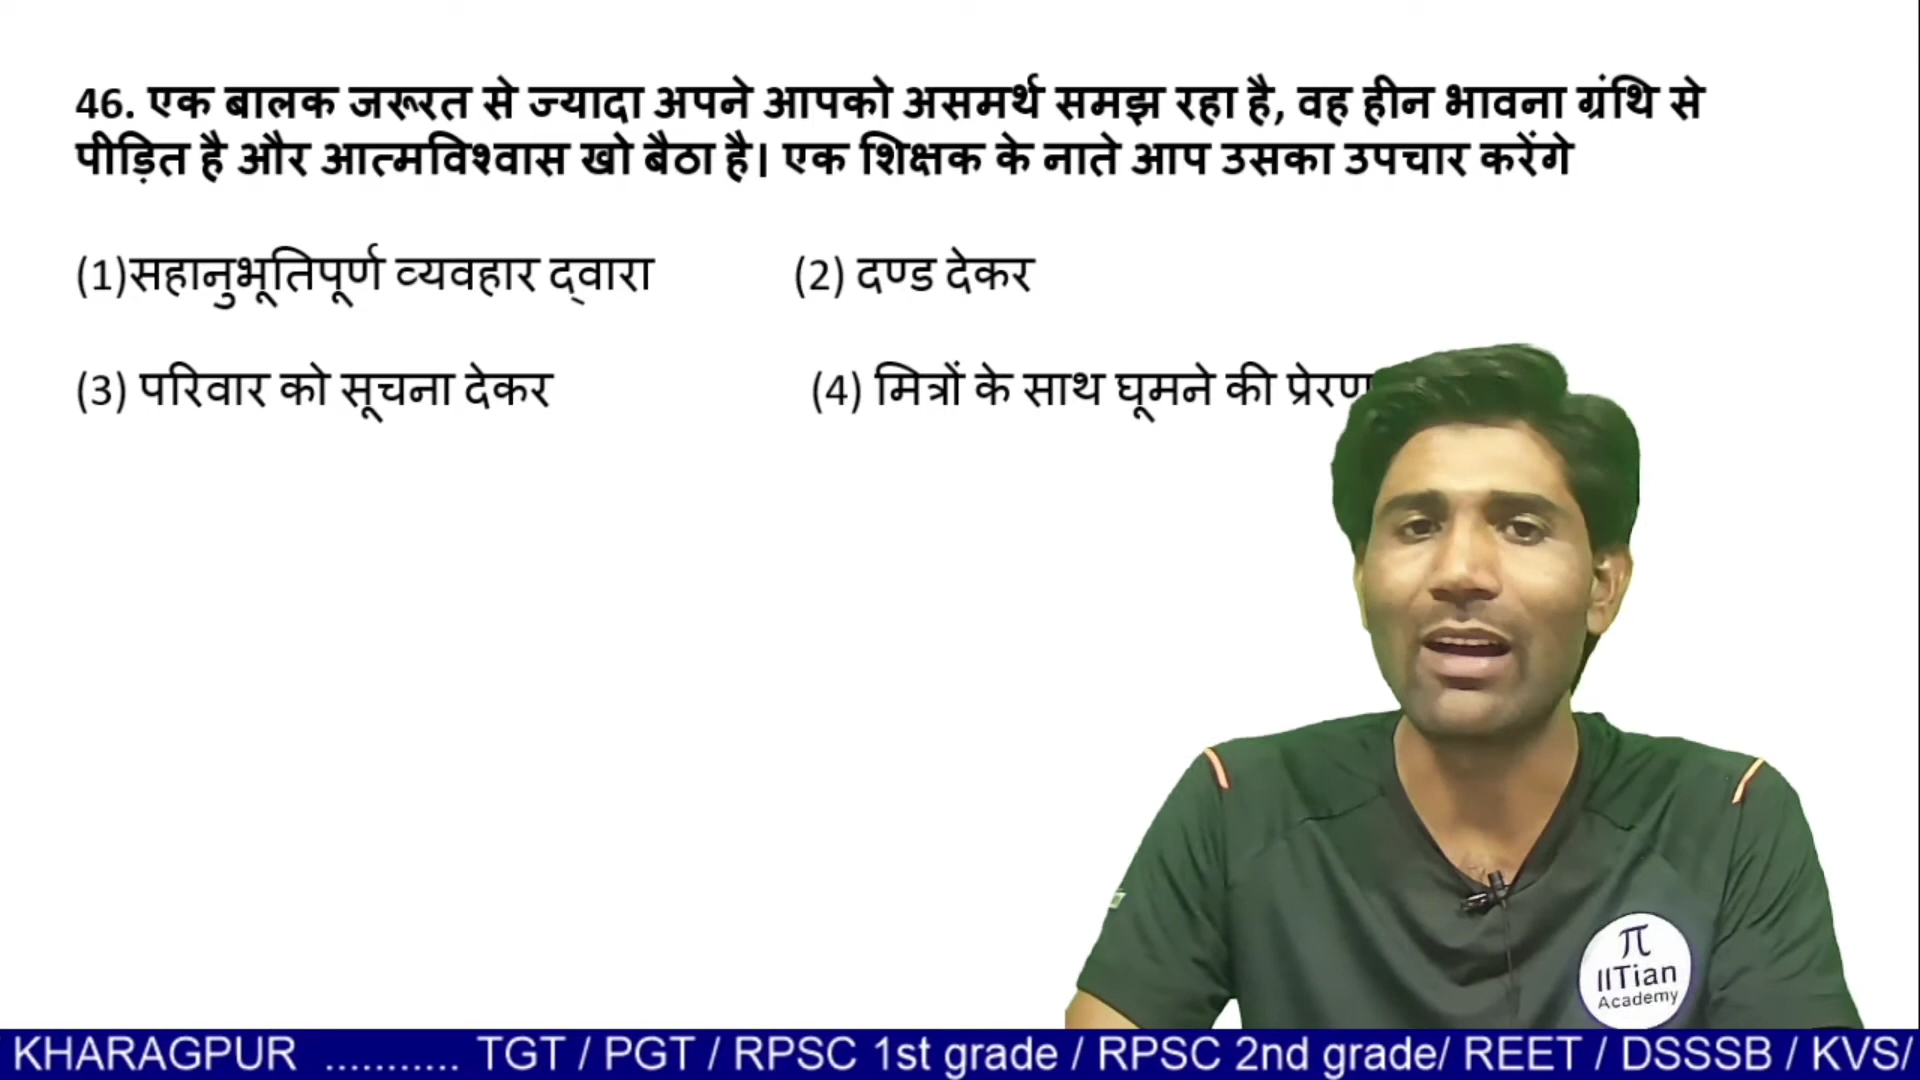 46. एक बालक जरूरत से ज्यादा अपने आपको असमर्थ समझ रहा है, वह हीन भावना ग्रंथि से
पीड़ित है और आत्मविश्वास खो बैठा है। एक शिक्षक के नाते आप उसका उपचार करेंगे
(1)सहानुभूतिपूर्ण व्यवहार द्वारा (2) दण्ड देकर
(3) परिवार को सूचना देकर (4) मित्रों के साथ घूमने की
π
IITian
Academy
KHARAGPUR ........... TGT / PGT / RPSC 1st grade / RPSC 2nd grade/ REET / DSSSB / KVS/